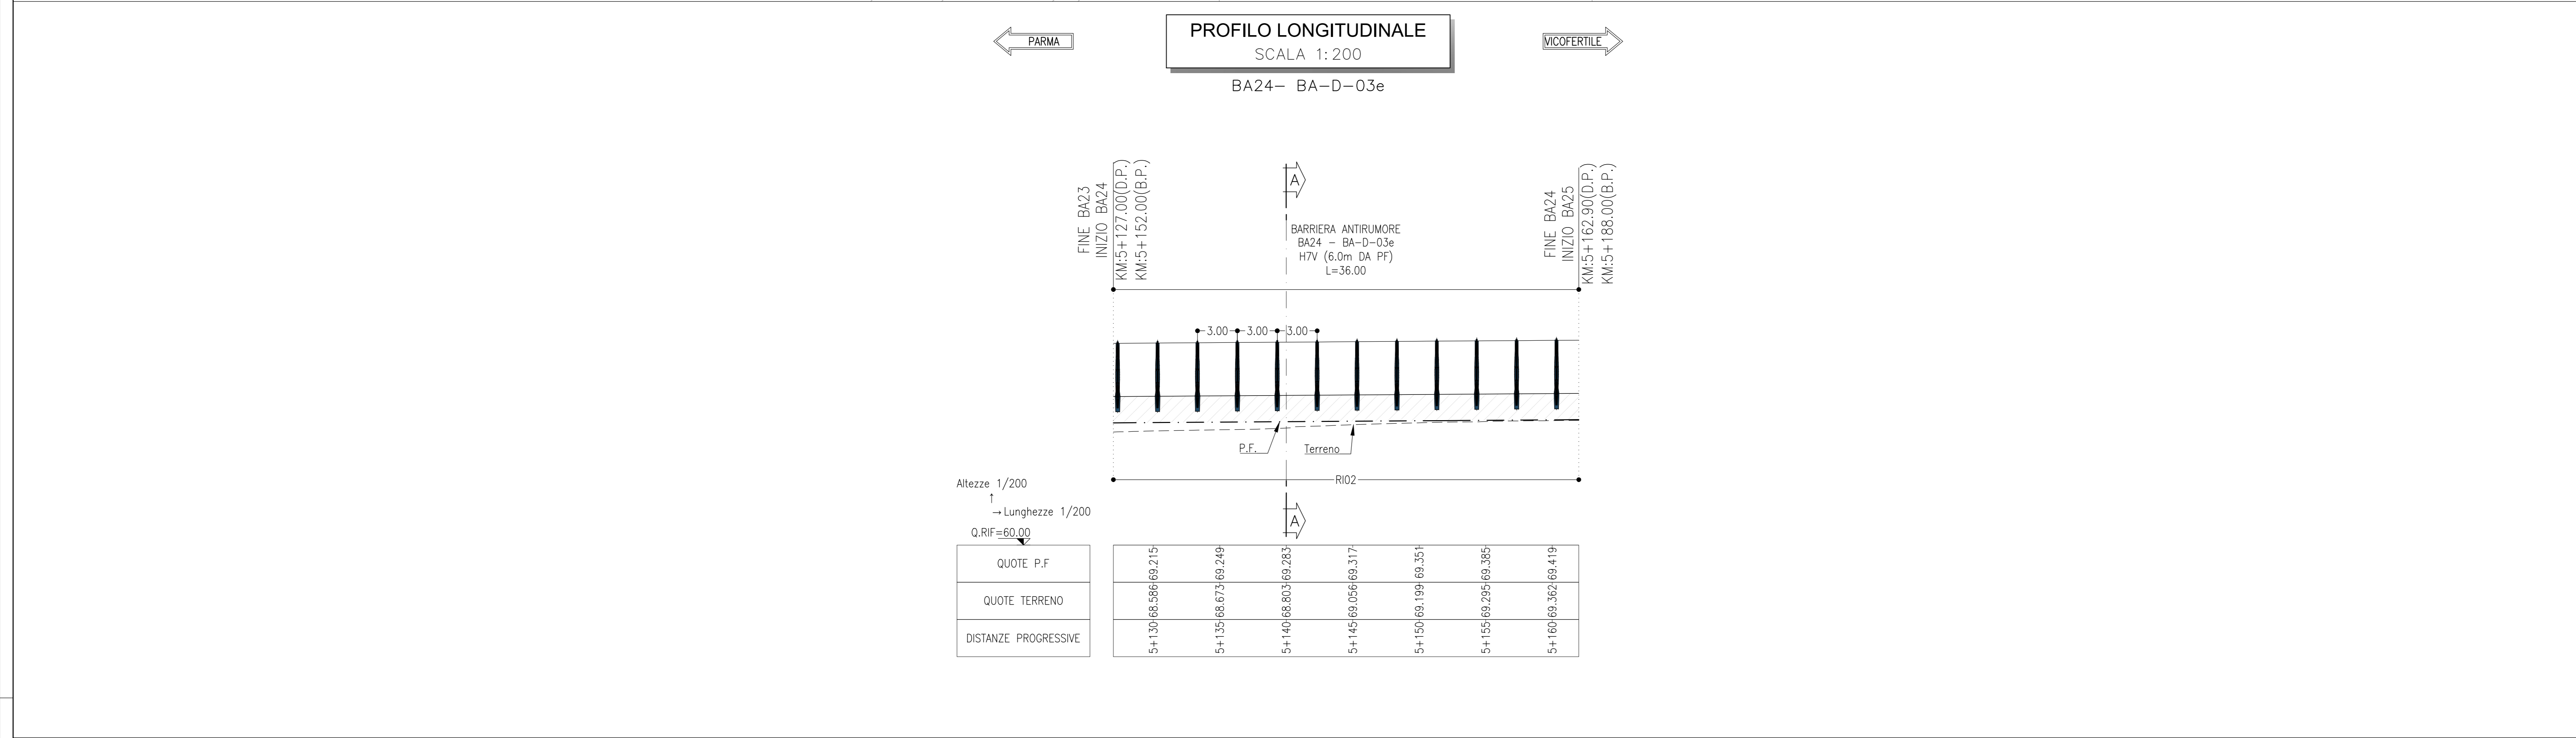 PARMA
PROFILO LONGITUDINALE
SCALA 1:200
VICOFERTILE
BA24- BA-D-03e
FINE BA23
INIZIO BA24
KM:5+127.00(D.P.)
KM:5+152.00(B.P.)
A
BARRIERA ANTIRUMORE
BA24 - BA-D-03e
H7V (6.0m DA PF)
L=36.00
FINE BA24
INIZIO BA25
KM:5+162.90(D.P.)
KM:5+188.00(B.P.)
3.00 3.00 3.00
P.F.
Terreno
RI02
Altezze 1/200
↑
→ Lunghezze 1/200
Q.RIF=60.00
A
QUOTE P.F 69.215 69.249 69.283 69.317 69.351 69.385 69.419
QUOTE TERRENO 68.586 68.673 68.803 69.056 69.199 69.295 69.362
DISTANZE PROGRESSIVE 5+130 5+135 5+140 5+145 5+150 5+155 5+160